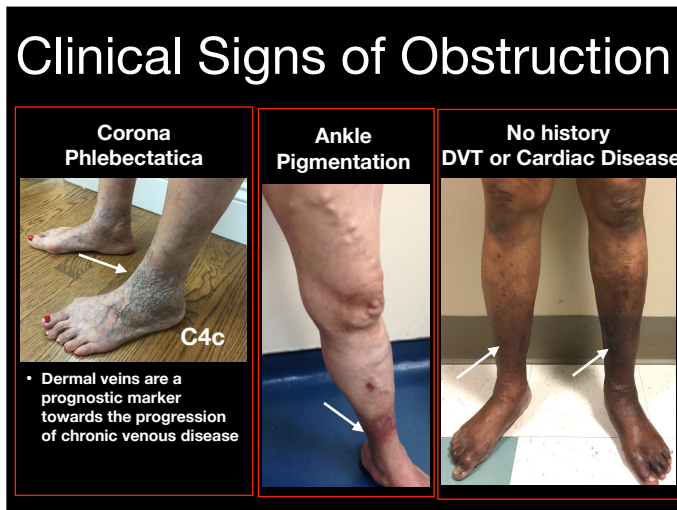 Clinical Signs of Obstruction
Corona
Phlebectatica
C4c
• Dermal veins are a
prognostic marker
towards the progression
of chronic venous disease
Ankle
Pigmentation
No history
DVT or Cardiac Disease